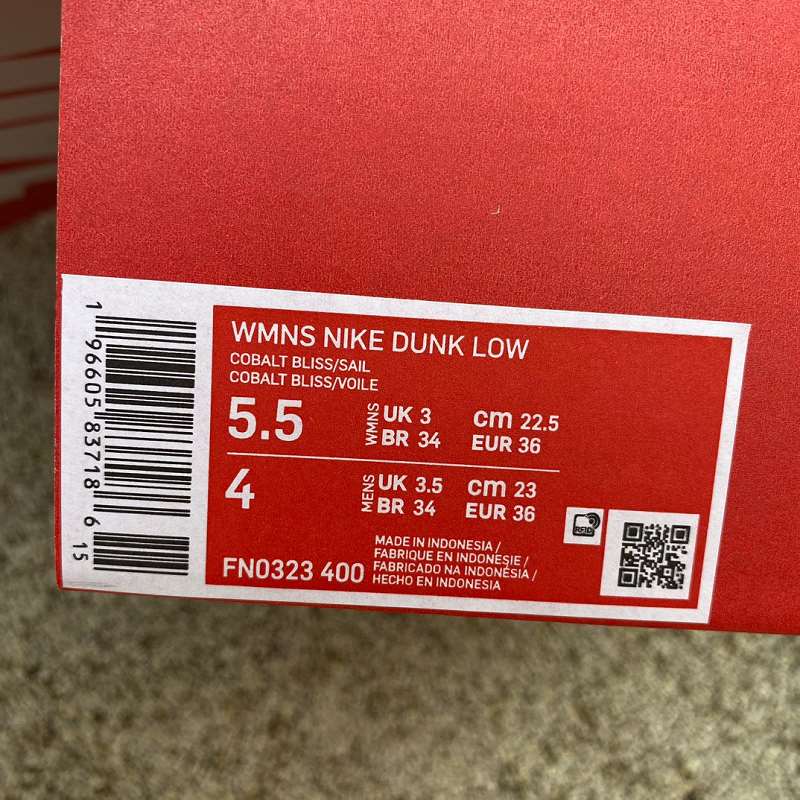 WMNS NIKE DUNK LOW
COBALT BLISS/SAIL
COBALT BLISS/VOILE
5.5 WMNS UK 3 cm 22.5
BR 34 EUR 36
4 MENS UK 3.5 cm 23
BR 34 EUR 36
FN0323 400
MADE IN INDONESIA /
FABRIQUE EN INDONESIE /
FABRICADO NA INDONÉSIA /
HECHO EN INDONESIA
RFID
1 96605 83718 6
15